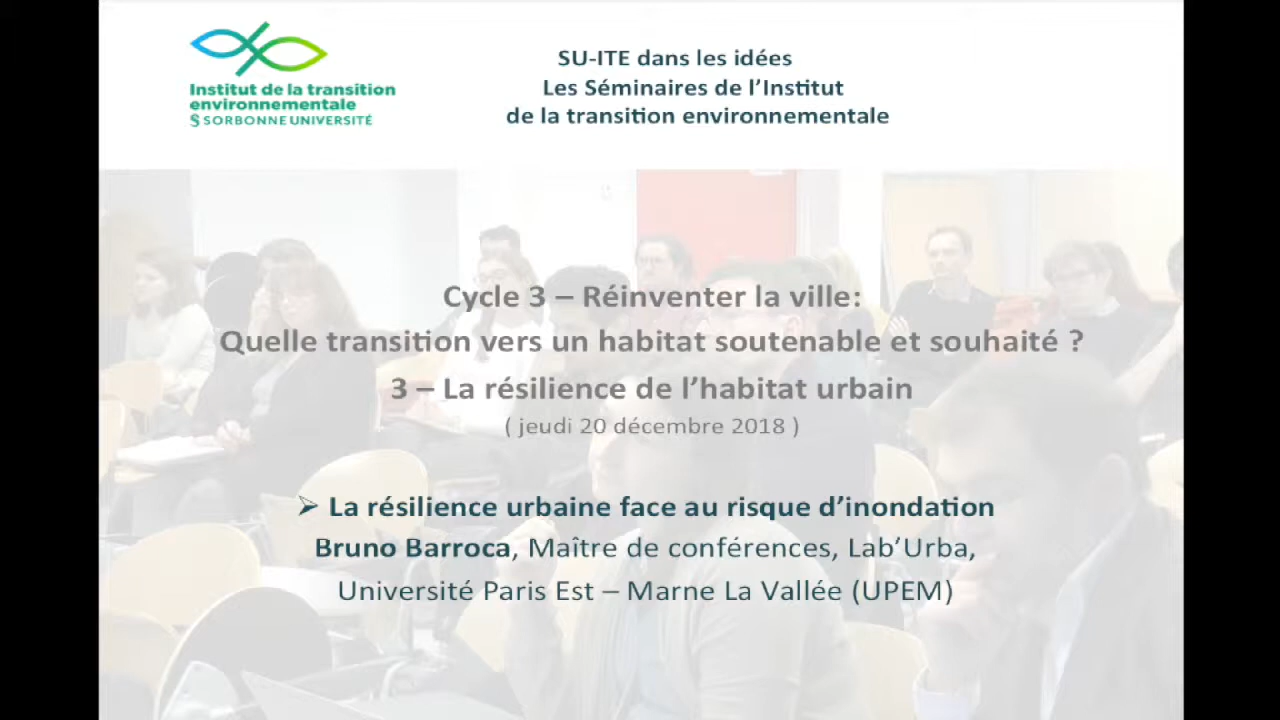 Institut de la transition
environnementale
S SORBONNE UNIVERSITÉ
SU-ITE dans les idées
Les Séminaires de l’Institut
de la transition environnementale
Cycle 3 – Réinventer la ville:
Quelle transition vers un habitat soutenable et souhaité ?
3 – La résilience de l’habitat urbain
( jeudi 20 décembre 2018 )
➢ La résilience urbaine face au risque d’inondation
Bruno Barroca, Maître de conférences, Lab’Urba,
Université Paris Est – Marne La Vallée (UPEM)